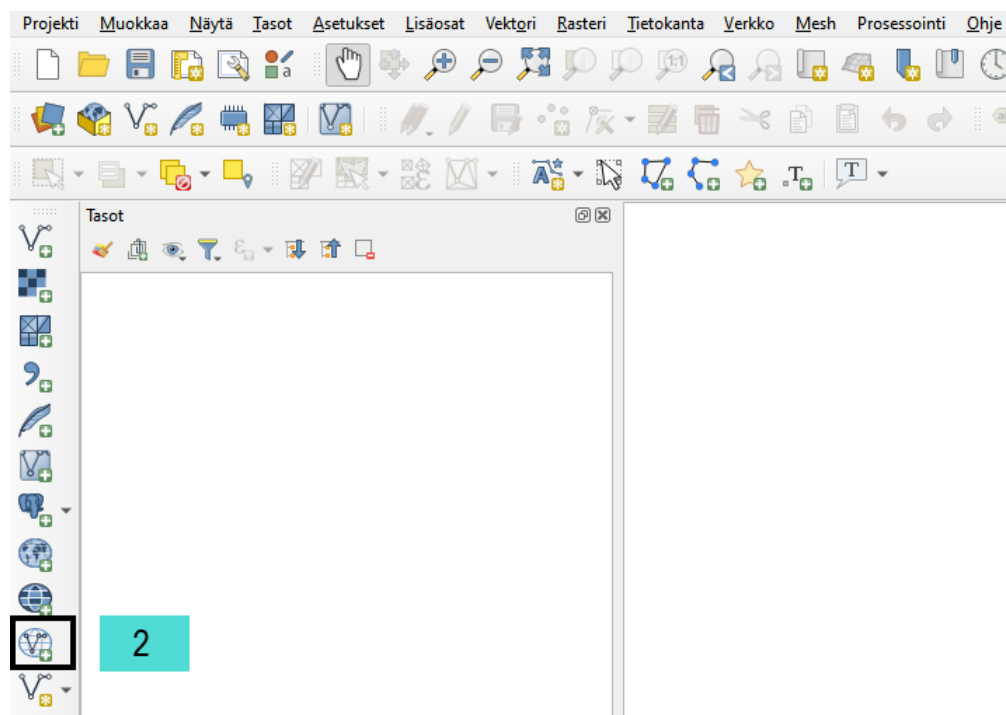 Projekti Muokkaa Näytä Tasot Asetukset Lisäosat Vektori Rasteri Tietokanta Verkko Mesh Prosessointi Ohje
Tasot
2